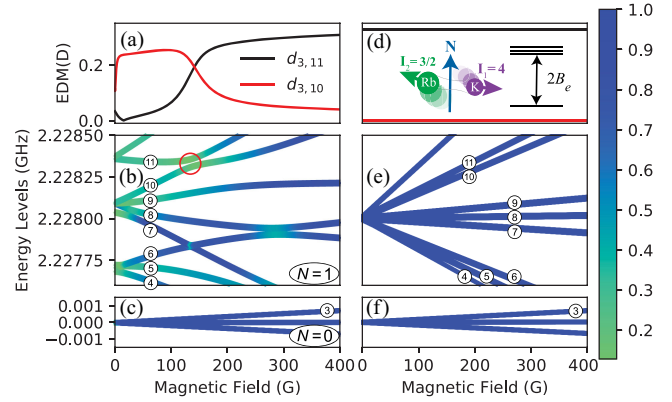 (a)
EDM(D)
0.2
0.0
d3,11
d3,10
(d)
N
I2=3/2
I1=4
Rb
K
2Be
1.0
0.9
0.8
0.7
0.6
0.5
0.4
0.3
0.2
Energy Levels (GHz)
2.22850
2.22825
2.22800
2.22775
(b)
11
10
9
8
7
6
5
4
N=1
(e)
11
10
9
8
7
4
5
6
0.001
0.000
−0.001
(c)
3
N=0
(f)
3
0
100
200
300
400
0
100
200
300
400
Magnetic Field (G)
Magnetic Field (G)